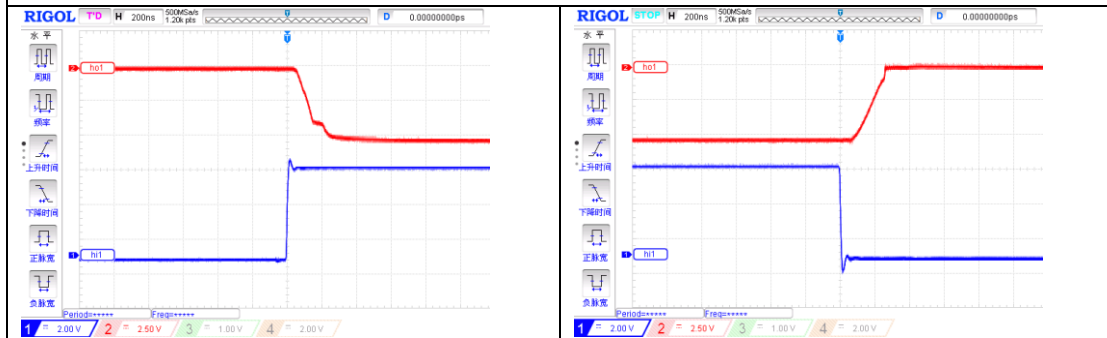 RIGOL T'D H 200ns 500MSa/s 1.20k pts D 0.00000000ps
水平
周期
频率
上升时间
下降时间
正脉宽
负脉宽
T
2 ho1
1 hi1
Period=***** Freq=*****
1 = 2.00 V 2 = 2.50 V 3 = 1.00 V 4 = 2.00 V
RIGOL STOP H 200ns 500MSa/s 1.20k pts D 0.00000000ps
水平
周期
频率
上升时间
下降时间
正脉宽
负脉宽
T
2 ho1
1 hi1
Period=***** Freq=*****
1 = 2.00 V 2 = 2.50 V 3 = 1.00 V 4 = 2.00 V